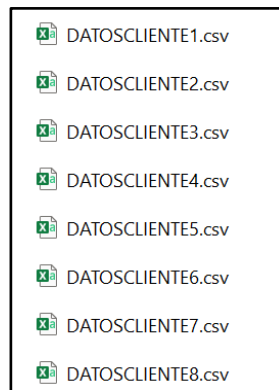 DATOSCLIENTE1.csv
DATOSCLIENTE2.csv
DATOSCLIENTE3.csv
DATOSCLIENTE4.csv
DATOSCLIENTE5.csv
DATOSCLIENTE6.csv
DATOSCLIENTE7.csv
DATOSCLIENTE8.csv